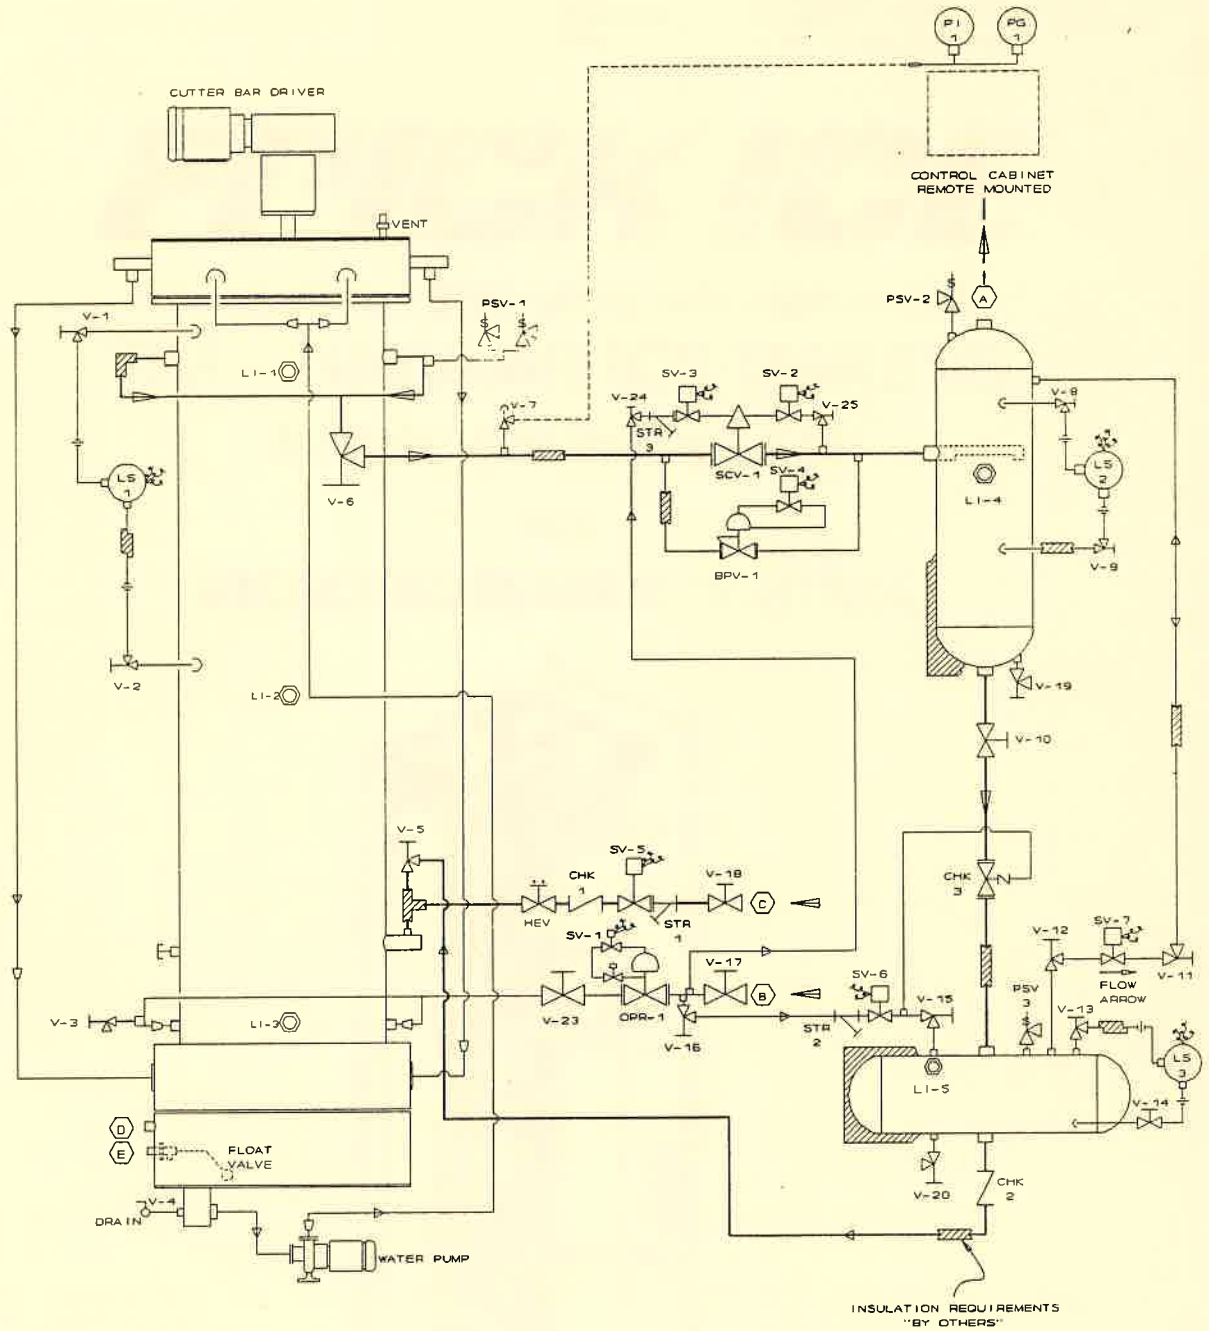 PI
1
PG
1
CUTTER BAR DRIVER
CONTROL CABINET
REMOTE MOUNTED
VENT
PSV-1
PSV-2
A
V-1
LI-1
V-7
V-24
SV-3
SV-2
V-25
STR
3
V-8
LS
1
V-6
SCV-1
SV-4
LI-4
LS
2
BPV-1
V-9
V-2
LI-2
V-19
V-10
V-5
SV-5
CHK
1
V-18
CHK
3
HEV
STR
1
C
SV-1
V-17
SV-7
V-12
V-11
FLOW
ARROW
B
SV-6
PSV
3
V-13
V-15
V-3
LI-3
V-23
OPR-1
V-16
STR
2
LS
3
LI-5
V-14
D
E
FLOAT
VALVE
V-20
CHK
2
V-4
DRAIN
WATER PUMP
INSULATION REQUIREMENTS
"BY OTHERS"